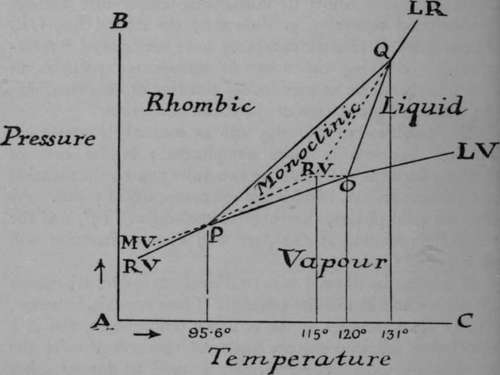 B
LR
Q
Rhombic
Liquid
Pressure
Monoclinic
LV
RV
O
P
MV
RV
Vapour
A
C
95·6°
115° 120° 131°
Temperature